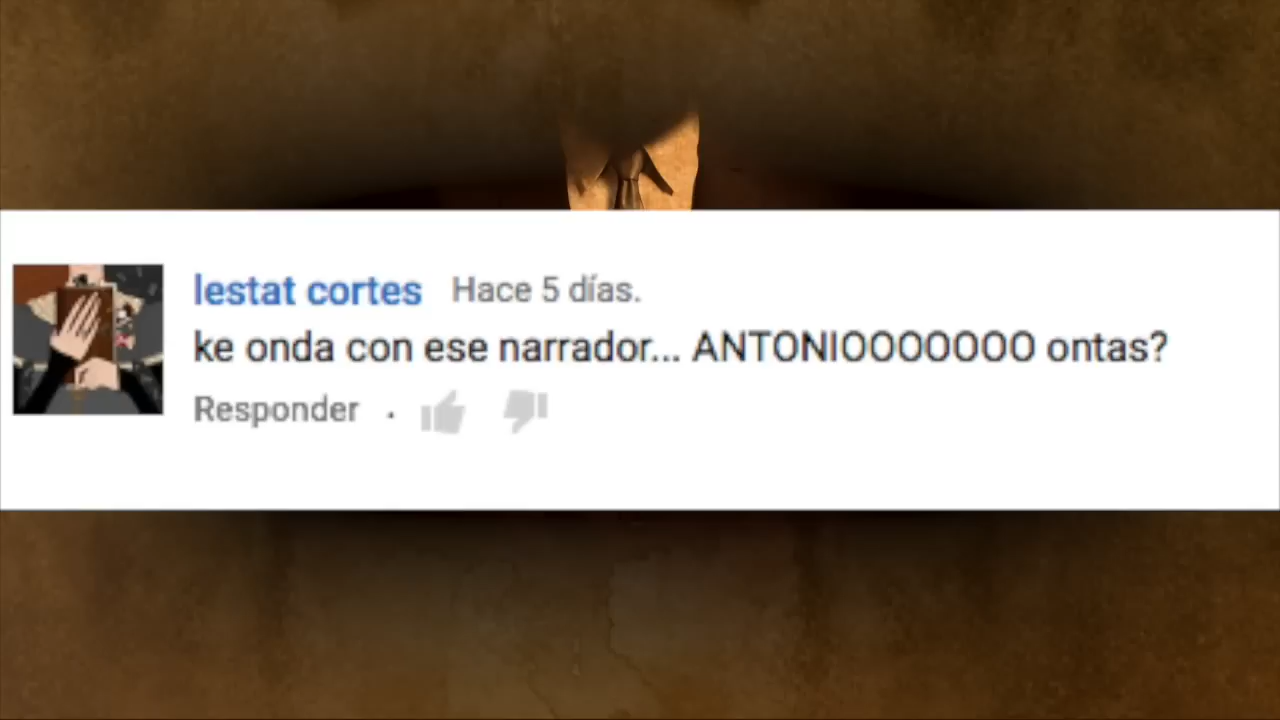 lestat cortes Hace 5 días.
ke onda con ese narrador... ANTONIOOOOOOO ontas?
Responder .